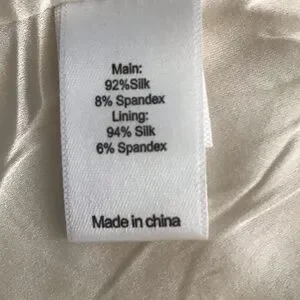 Main:
92%Silk
8% Spandex
Lining:
94% Silk
6% Spandex
Made in china